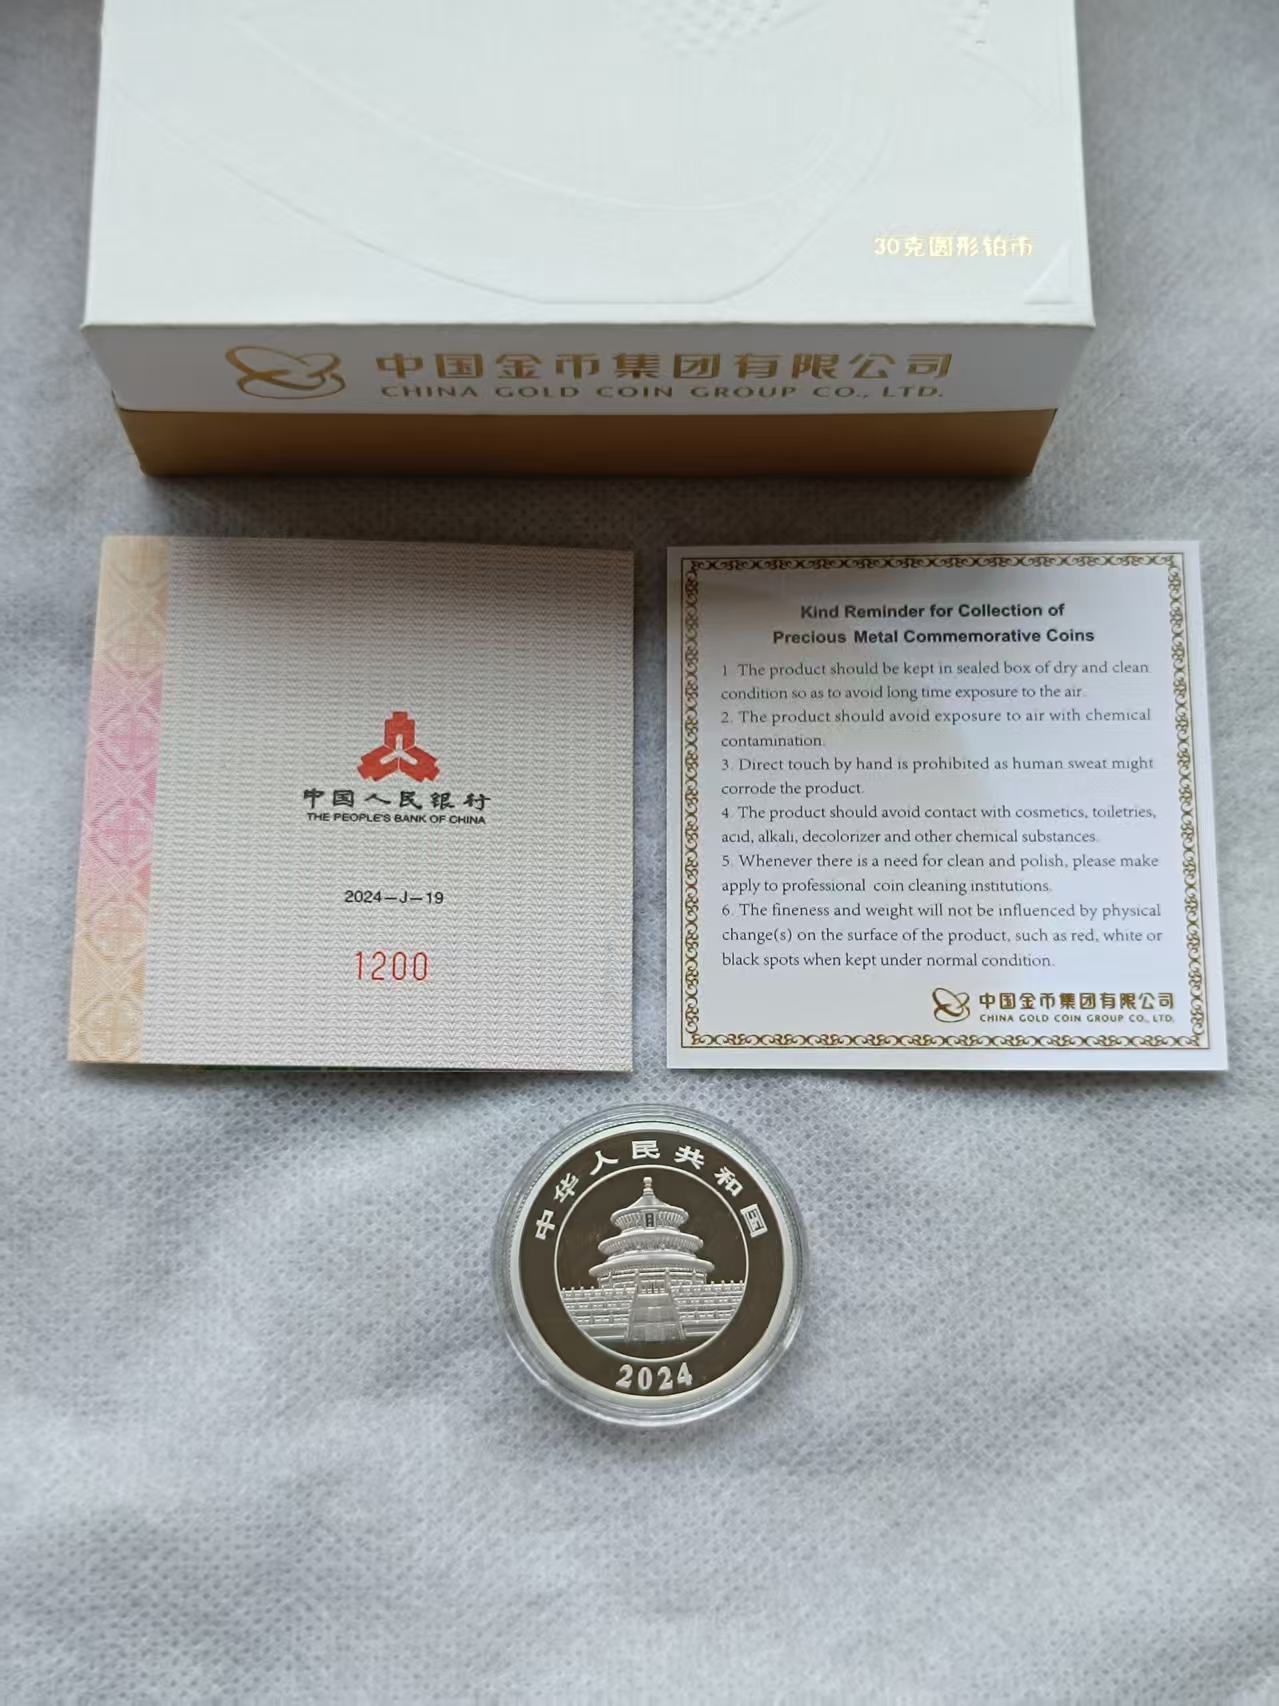 30克圆形铂币
中国金币集团有限公司
CHINA GOLD COIN GROUP CO., LTD.
中国人民银行
THE PEOPLE'S BANK OF CHINA
2024-J-19
1200
Kind Reminder for Collection of
Precious Metal Commemorative Coins
1. The product should be kept in sealed box of dry and clean
condition so as to avoid long time exposure to the air.
2. The product should avoid exposure to air with chemical
contamination.
3. Direct touch by hand is prohibited as human sweat might
corrode the product.
4. The product should avoid contact with cosmetics, toiletries,
acid, alkali, decolorizer and other chemical substances.
5. Whenever there is a need for clean and polish, please make
apply to professional coin cleaning institutions.
6. The fineness and weight will not be influenced by physical
change(s) on the surface of the product, such as red, white or
black spots when kept under normal condition.
中国金币集团有限公司
CHINA GOLD COIN GROUP CO., LTD.
中华人民共和国
2024